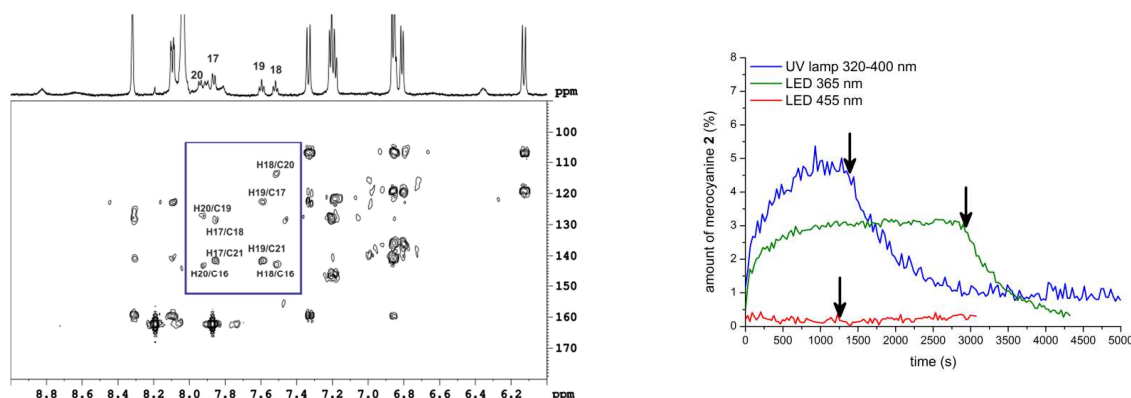 20
17
19
18
ppm
100
110
120
130
140
150
160
170
H18/C20
H19/C17
H20/C19
H17/C18
H17/C21
H19/C21
H20/C16
H18/C16
8.8 8.6 8.4 8.2 8.0 7.8 7.6 7.4 7.2 7.0 6.8 6.6 6.4 6.2 ppm
ppm
amount of merocyanine 2 (%)
8
7
6
5
4
3
2
1
0
UV lamp 320-400 nm
LED 365 nm
LED 455 nm
0 500 1000 1500 2000 2500 3000 3500 4000 4500 5000
time (s)